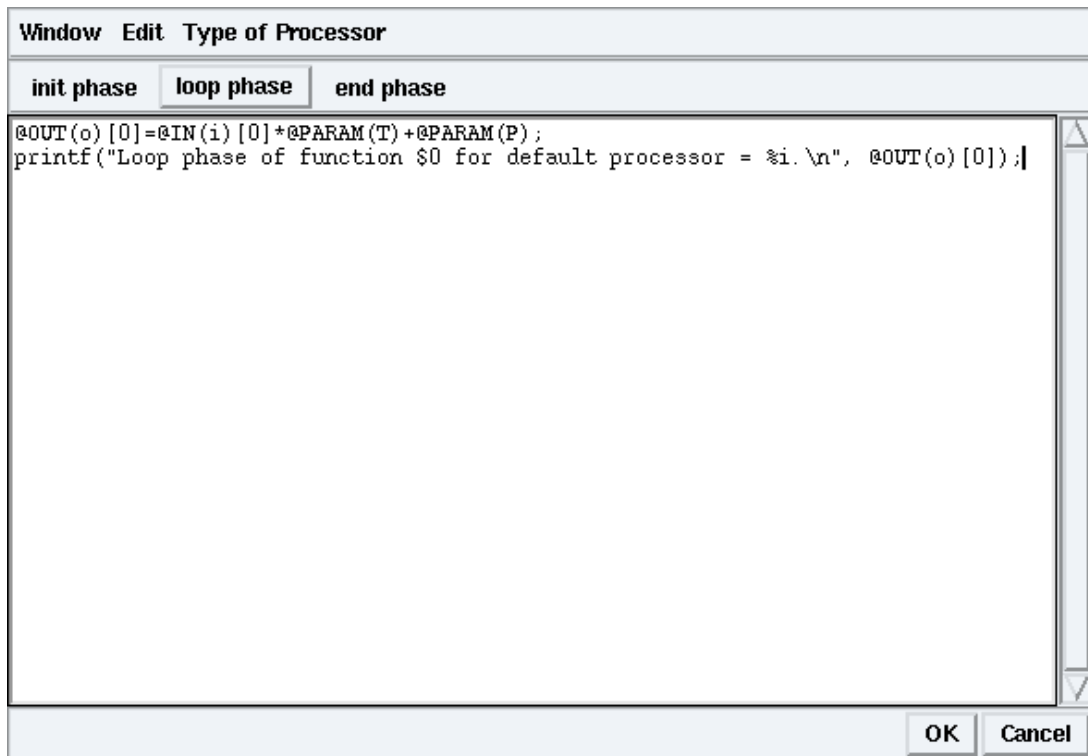 Window Edit Type of Processor
init phase loop phase end phase
@OUT(o)[0]=@IN(i)[0]*@PARAM(T)+@PARAM(P);
printf("Loop phase of function $0 for default processor = %i.\n", @OUT(o)[0]);
OK Cancel